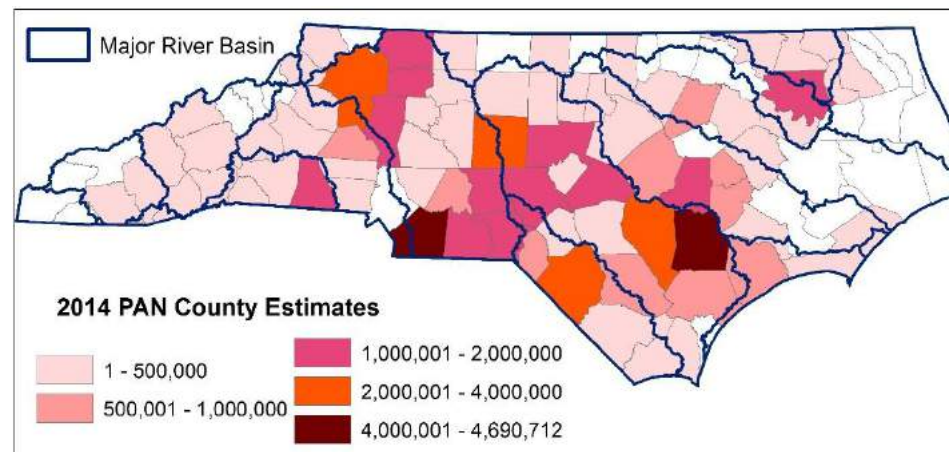 Major River Basin
2014 PAN County Estimates
1 - 500,000
500,001 - 1,000,000
1,000,001 - 2,000,000
2,000,001 - 4,000,000
4,000,001 - 4,690,712